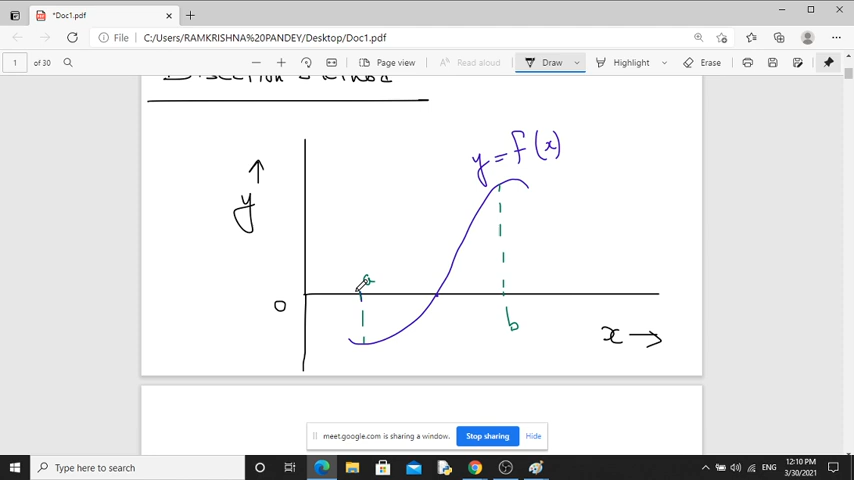 *Doc1.pdf
File C:/Users/RAMKRISHNA%20PANDEY/Desktop/Doc1.pdf
1 of 30 Page view Read aloud Draw Highlight Erase
y = f(x)
y
a
0
b
x
meet.google.com is sharing a window. Stop sharing Hide
Type here to search
ENG
12:10 PM
3/30/2021